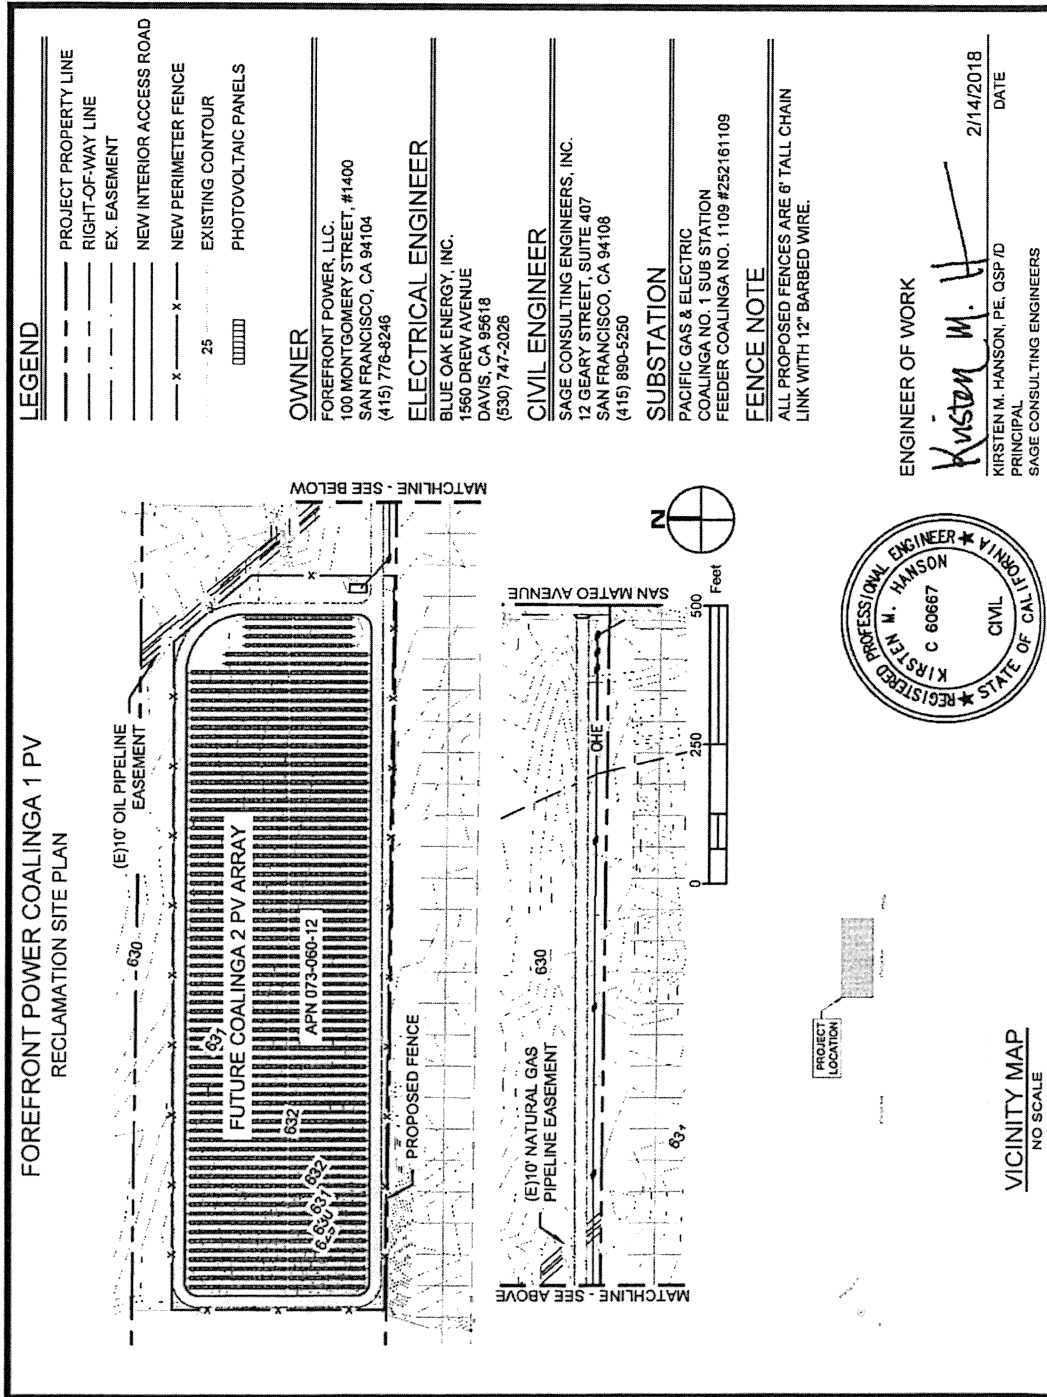 FOREFRONT POWER COALINGA 1 PV
RECLAMATION SITE PLAN
(E)10' OIL PIPELINE
EASEMENT
630
FUTURE COALINGA 2 PV ARRAY
APN 073-060-12
631
632
632
631
630
629
PROPOSED FENCE
MATCHLINE - SEE BELOW
(E)10' NATURAL GAS
PIPELINE EASEMENT
630
OHE
SAN MATEO AVENUE
MATCHLINE - SEE ABOVE
N
0
250
500
Feet
PROJECT
LOCATION
VICINITY MAP
NO SCALE
LEGEND
PROJECT PROPERTY LINE
RIGHT-OF-WAY LINE
EX. EASEMENT
NEW INTERIOR ACCESS ROAD
x x NEW PERIMETER FENCE
25 EXISTING CONTOUR
PHOTOVOLTAIC PANELS
OWNER
FOREFRONT POWER, LLC.
100 MONTGOMERY STREET, #1400
SAN FRANCISCO, CA 94104
(415) 776-8246
ELECTRICAL ENGINEER
BLUE OAK ENERGY, INC.
1560 DREW AVENUE
DAVIS, CA 95618
(530) 747-2026
CIVIL ENGINEER
SAGE CONSULTING ENGINEERS, INC.
12 GEARY STREET, SUITE 407
SAN FRANCISCO, CA 94108
(415) 890-5250
SUBSTATION
PACIFIC GAS & ELECTRIC
COALINGA NO. 1 SUB STATION
FEEDER COALINGA NO. 1109 #252161109
FENCE NOTE
ALL PROPOSED FENCES ARE 6' TALL CHAIN
LINK WITH 12" BARBED WIRE.
REGISTERED PROFESSIONAL ENGINEER
KIRSTEN M. HANSON
C 60667
CIVIL
STATE OF CALIFORNIA
ENGINEER OF WORK
Kristen M. H
2/14/2018
KIRSTEN M. HANSON, PE, QSP/D
DATE
PRINCIPAL
SAGE CONSULTING ENGINEERS